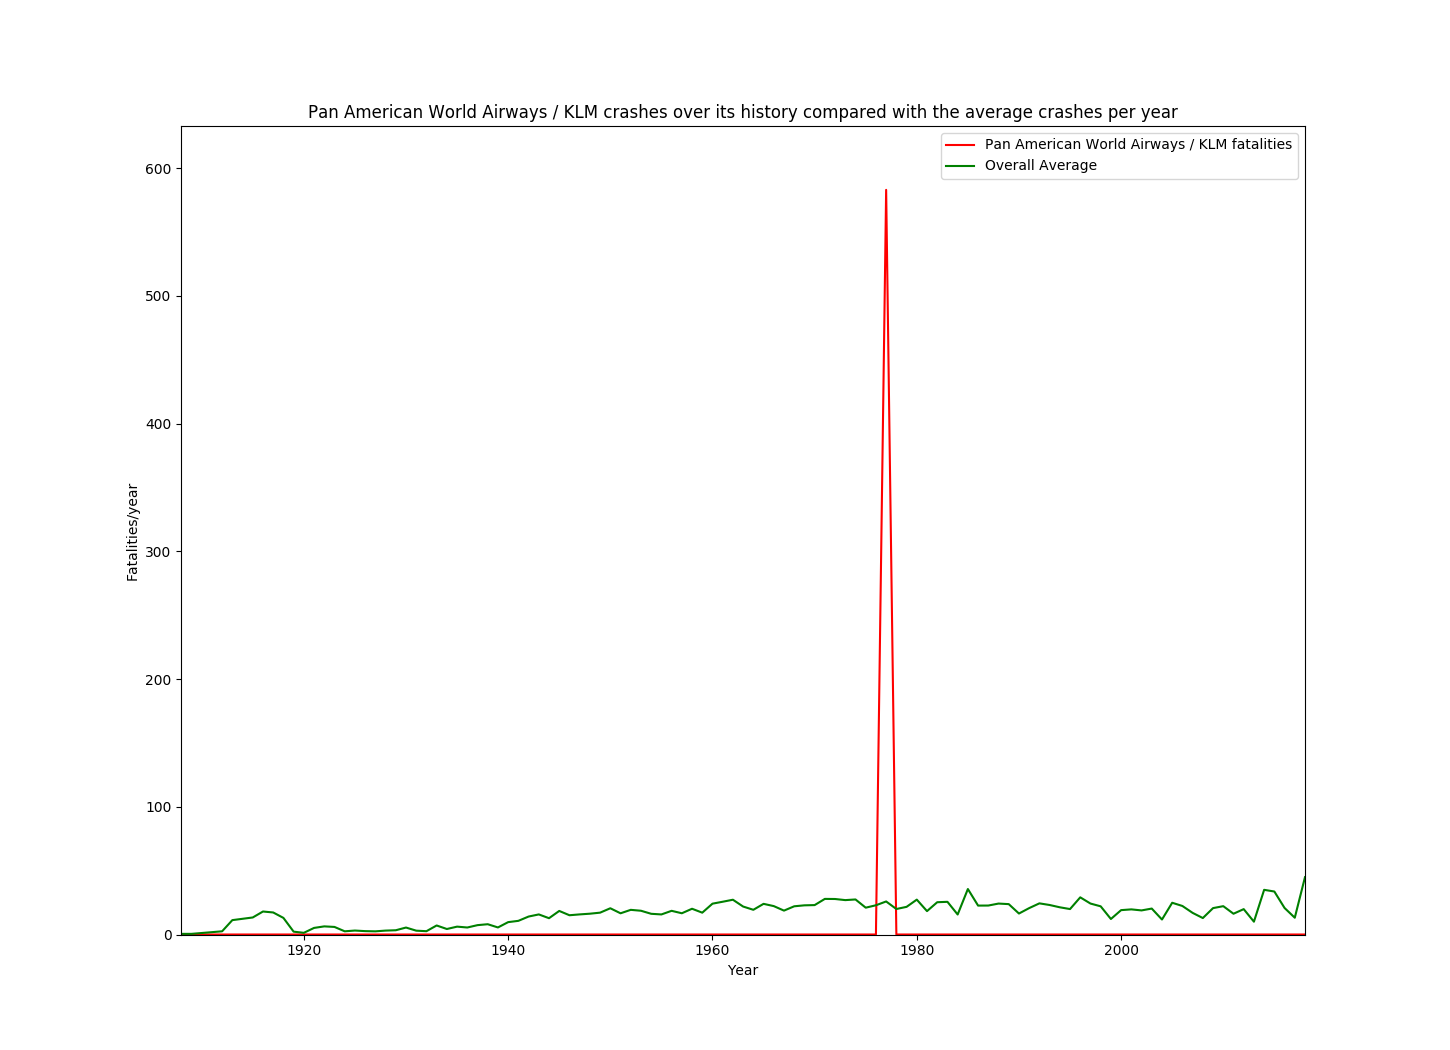 Pan American World Airways / KLM crashes over its history compared with the average crashes per year
Pan American World Airways / KLM fatalities
Overall Average
600
500
400
300
200
100
0
Fatalities/year
1920
1940
1960
1980
2000
Year